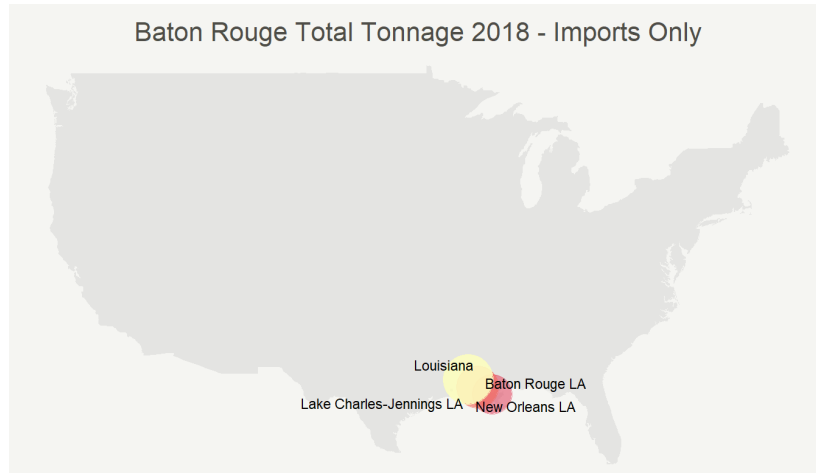 Baton Rouge Total Tonnage 2018 - Imports Only
Louisiana
Baton Rouge LA
Lake Charles-Jennings LA
New Orleans LA